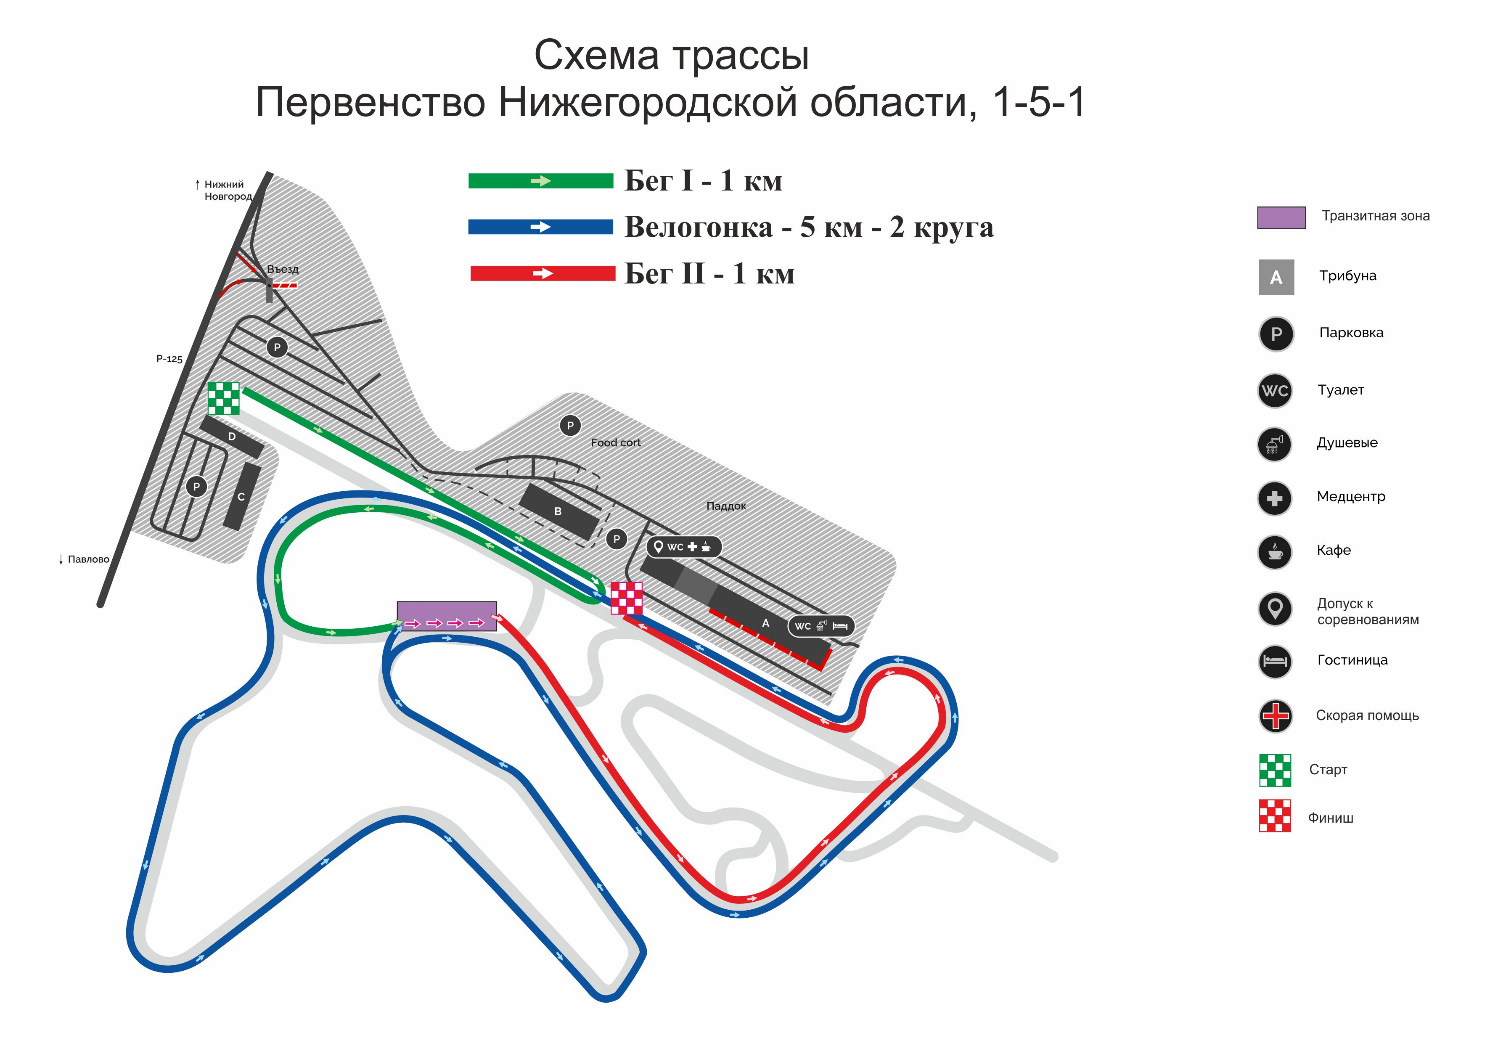 Схема трассы
Первенство Нижегородской области, 1-5-1
Бег I - 1 км
Велогонка - 5 км - 2 круга
Бег II - 1 км
↑ Нижний
Новгород
Въезд
P
P-125
D
C
P
↓ Павлово
P
Food cort
B
P
Паддок
WC
A
WC
Транзитная зона
A Трибуна
P Парковка
WC Туалет
Душевые
Медцентр
Кафе
Допуск к
соревнованиям
Гостиница
Скорая помощь
Старт
Финиш